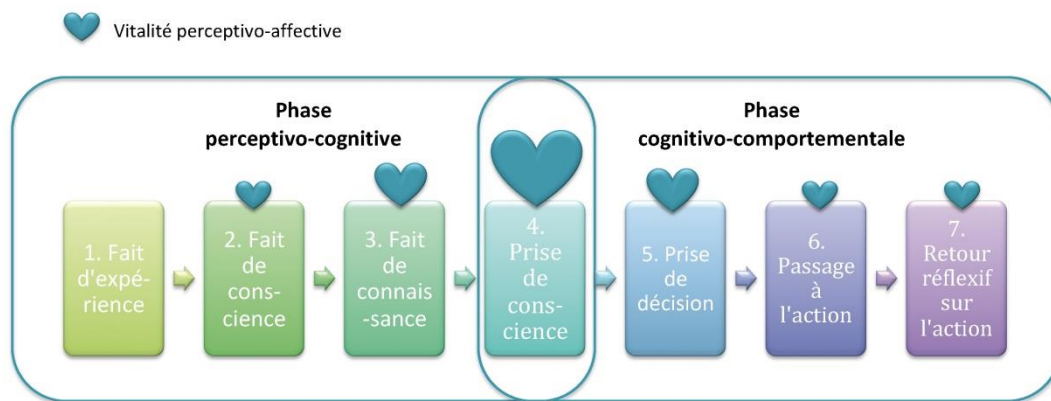 Vitalité perceptivo-affective
Phase
perceptivo-cognitive
Phase
cognitivo-comportementale
1. Fait
d'expé-
rience
2. Fait
de
cons-
cience
3. Fait
de
connais
-sance
4.
Prise
de
cons-
cience
5. Prise
de
décision
6.
Passage
à
l'action
7.
Retour
réflexif
sur
l'action